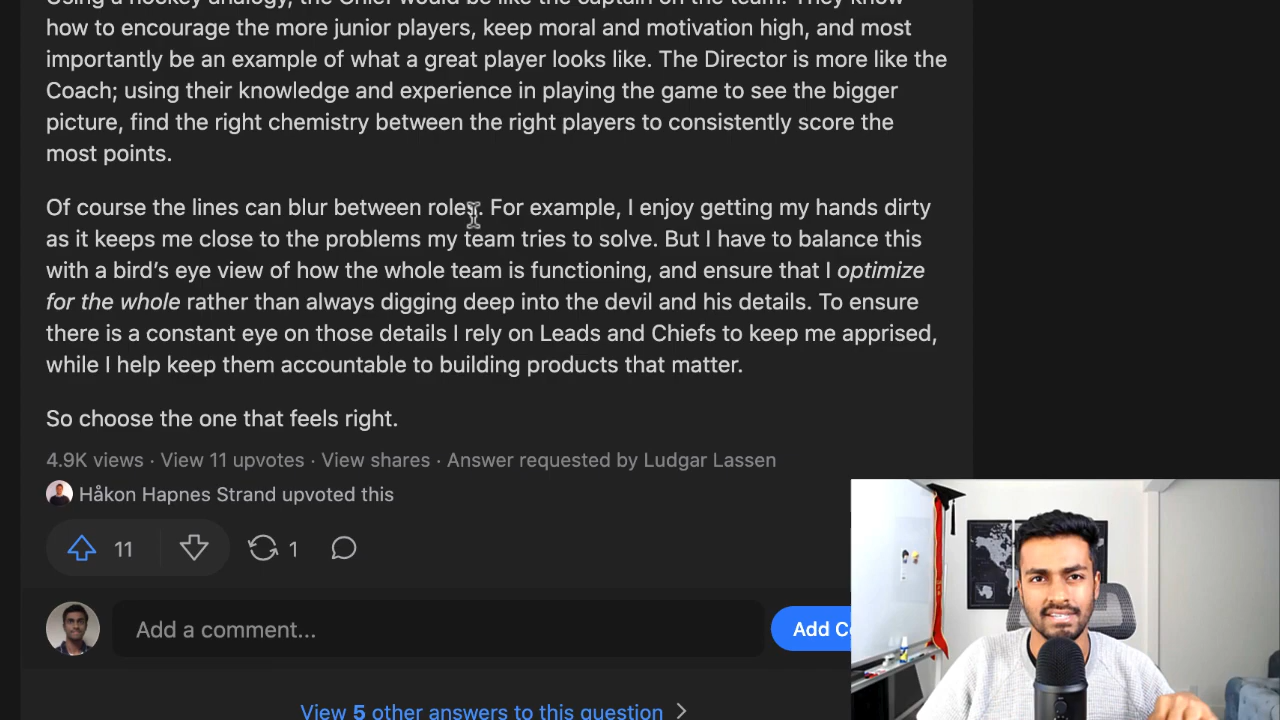 Using a hockey analogy, the Chief would be like the captain on the team. They know
how to encourage the more junior players, keep moral and motivation high, and most
importantly be an example of what a great player looks like. The Director is more like the
Coach; using their knowledge and experience in playing the game to see the bigger
picture, find the right chemistry between the right players to consistently score the
most points.
Of course the lines can blur between roles. For example, I enjoy getting my hands dirty
as it keeps me close to the problems my team tries to solve. But I have to balance this
with a bird’s eye view of how the whole team is functioning, and ensure that I optimize
for the whole rather than always digging deep into the devil and his details. To ensure
there is a constant eye on those details I rely on Leads and Chiefs to keep me apprised,
while I help keep them accountable to building products that matter.
So choose the one that feels right.
4.9K views · View 11 upvotes · View shares · Answer requested by Ludgar Lassen
Håkon Hapnes Strand upvoted this
11 1
Add a comment...
Add Co
View 5 other answers to this question